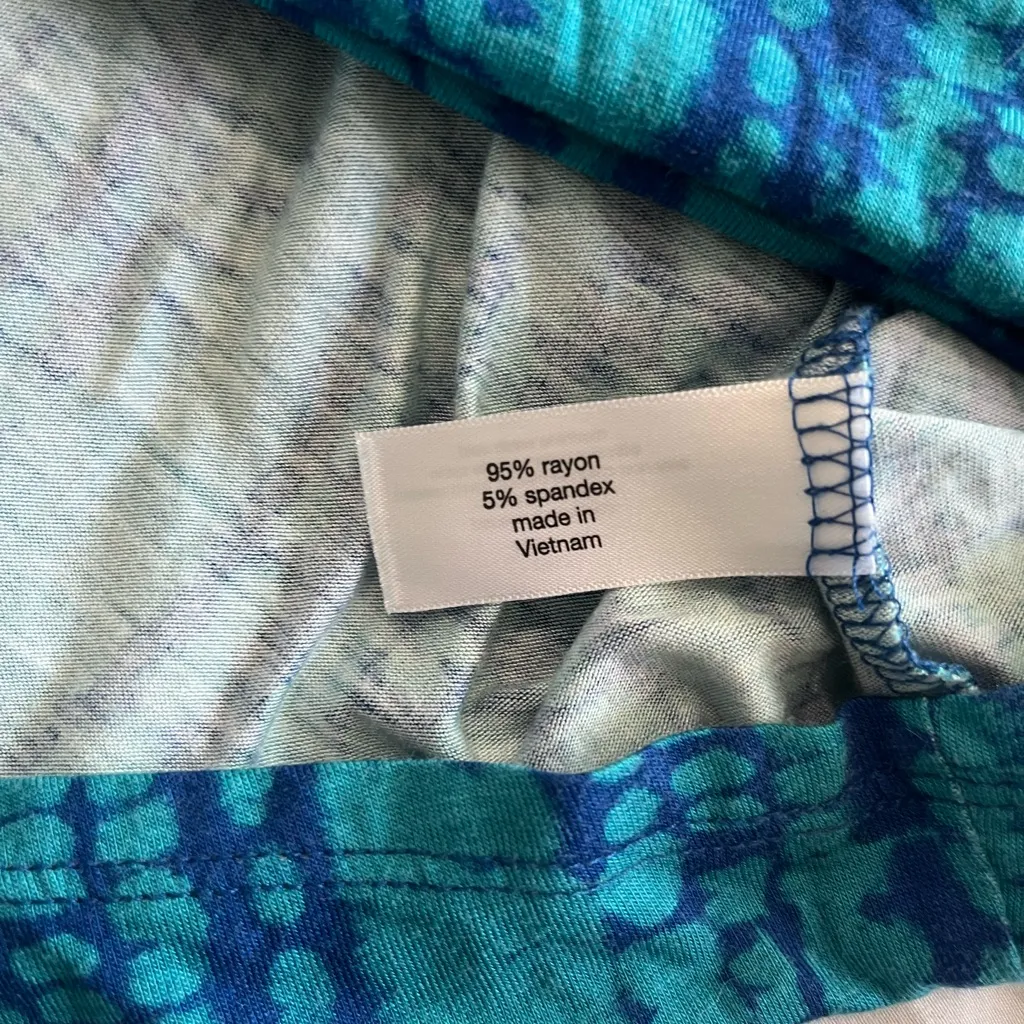 95% rayon
5% spandex
made in
Vietnam